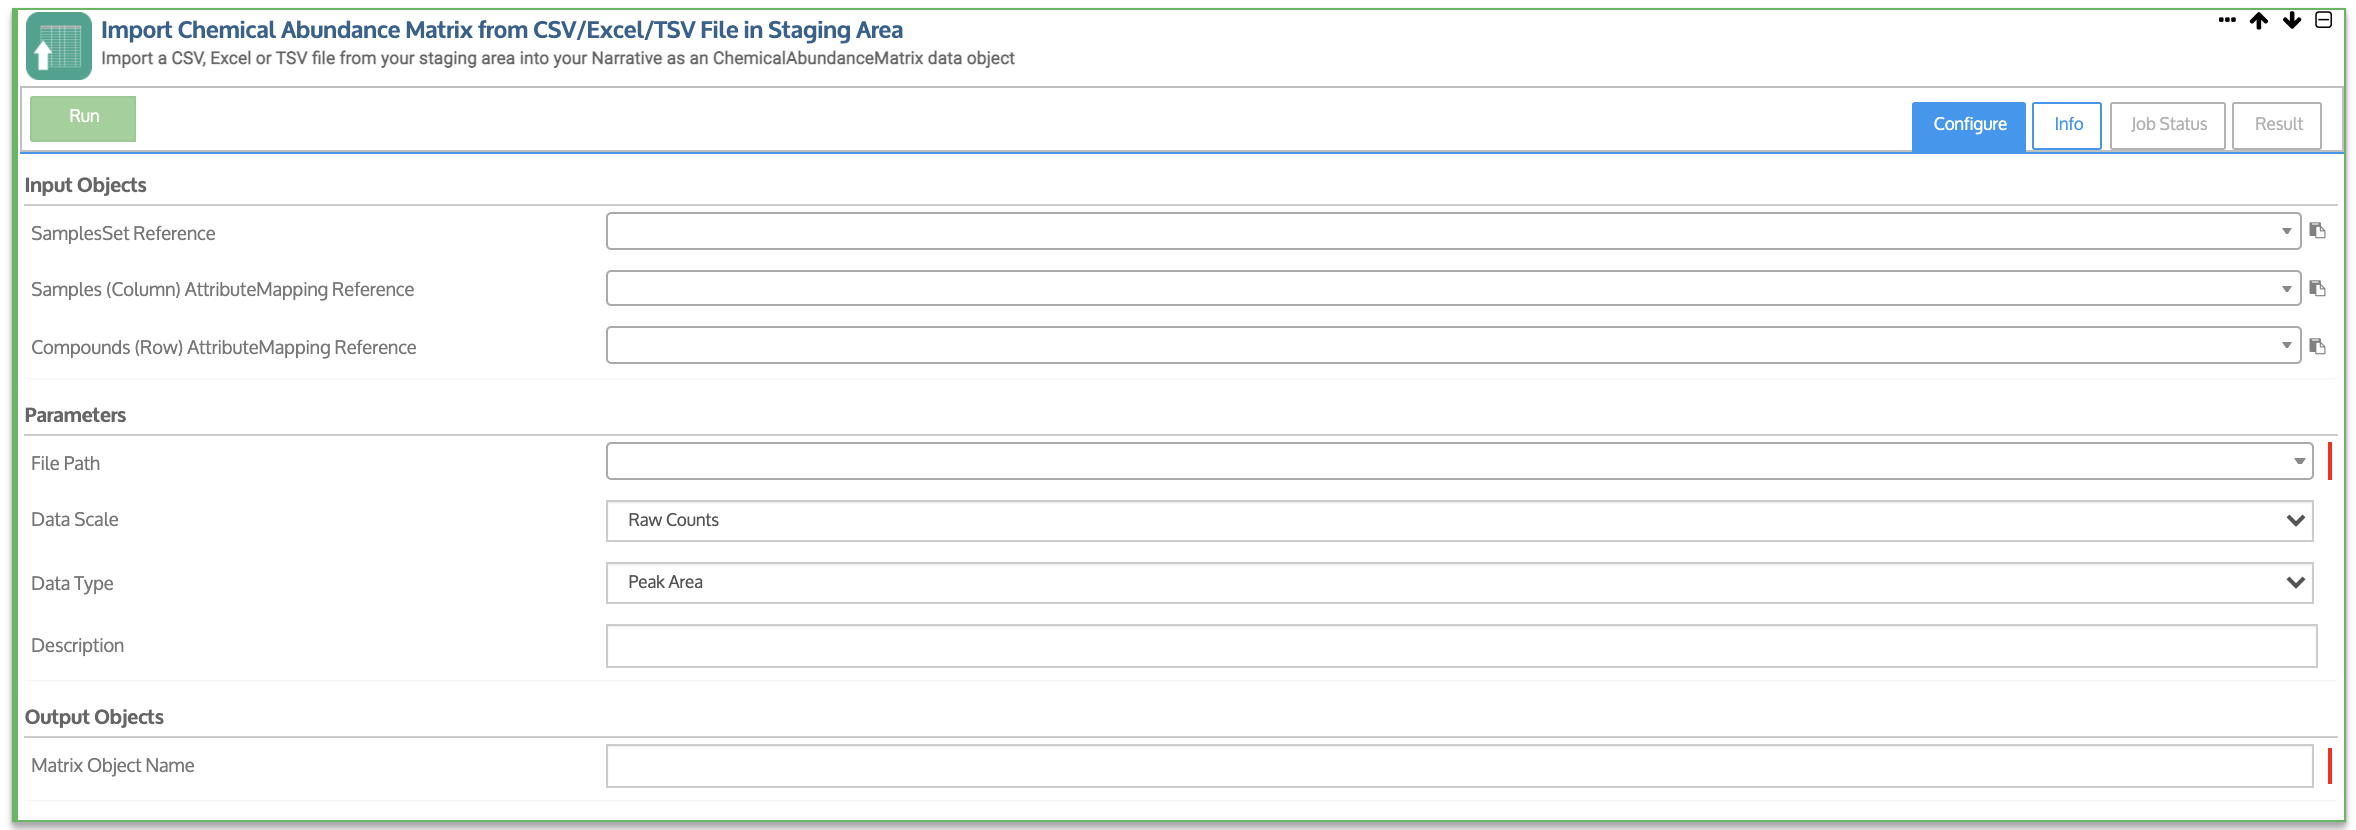 Import Chemical Abundance Matrix from CSV/Excel/TSV File in Staging Area
Import a CSV, Excel or TSV file from your staging area into your Narrative as an ChemicalAbundanceMatrix data object
Run
Configure
Info
Job Status
Result
Input Objects
SamplesSet Reference
Samples (Column) AttributeMapping Reference
Compounds (Row) AttributeMapping Reference
Parameters
File Path
Data Scale
Raw Counts
Data Type
Peak Area
Description
Output Objects
Matrix Object Name